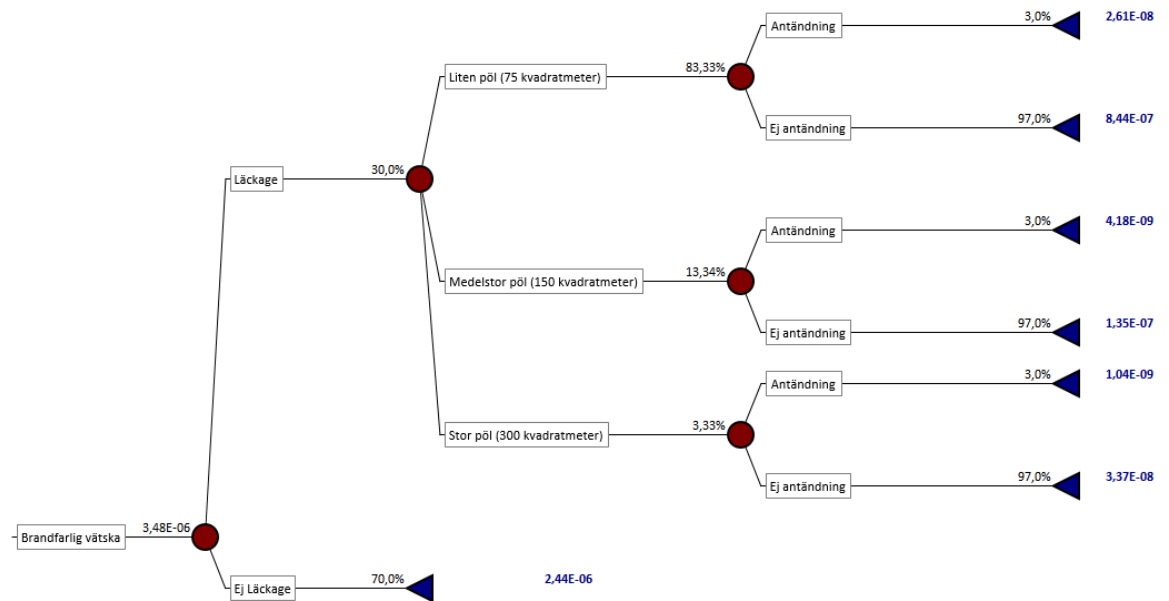 Antändning 3,0% 2,61E-08
Liten pöl (75 kvadratmeter) 83,33%
Ej antändning 97,0% 8,44E-07
Läckage 30,0%
Antändning 3,0% 4,18E-09
Medelstor pöl (150 kvadratmeter) 13,34%
Ej antändning 97,0% 1,35E-07
Antändning 3,0% 1,04E-09
Stor pöl (300 kvadratmeter) 3,33%
Ej antändning 97,0% 3,37E-08
Brandfarlig vätska 3,48E-06
Ej Läckage 70,0% 2,44E-06